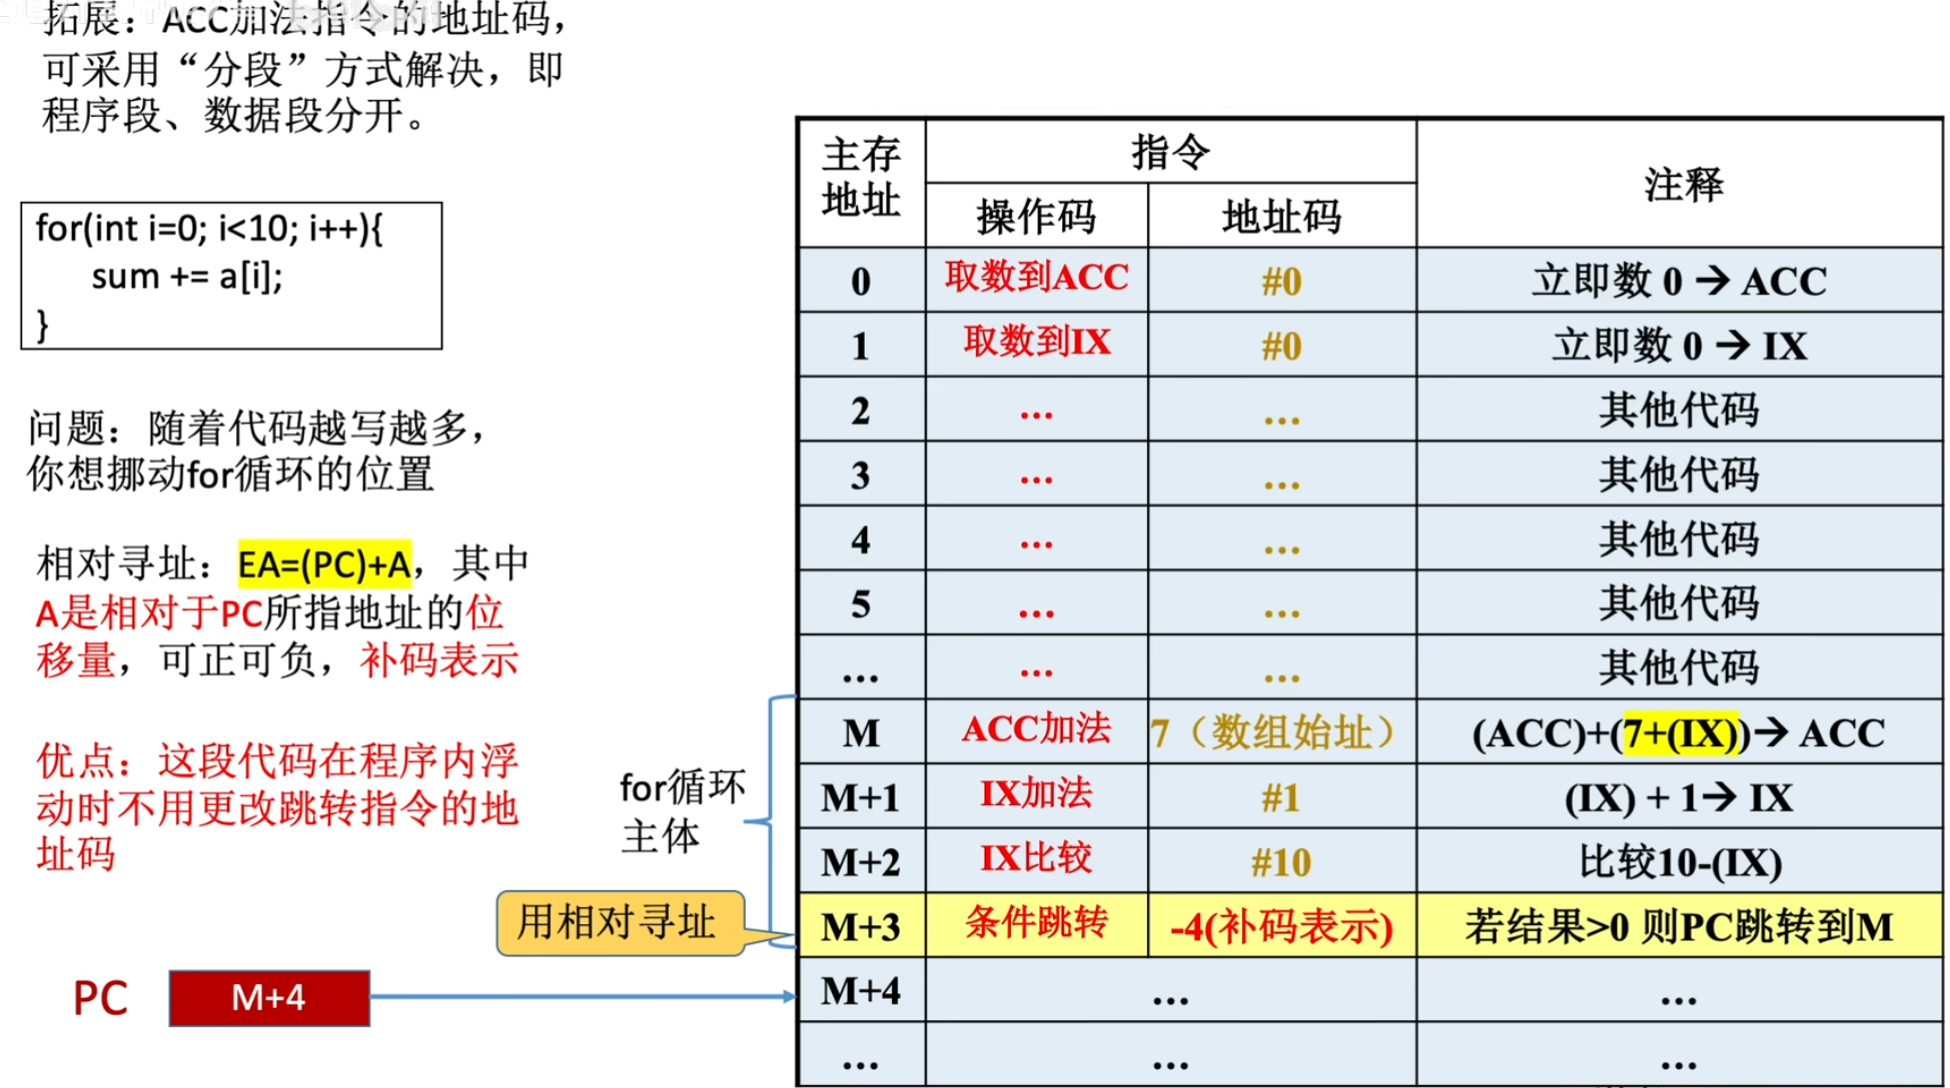 拓展：ACC加法指令的地址码，
可采用“分段”方式解决，即
程序段、数据段分开。
for(int i=0; i<10; i++){
sum += a[i];
}
问题：随着代码越写越多，
你想挪动for循环的位置
相对寻址：EA=(PC)+A，其中
A是相对于PC所指地址的位
移量，可正可负，补码表示
优点：这段代码在程序内浮
动时不用更改跳转指令的地
址码
for循环
主体
用相对寻址
PC M+4
主存
地址
指令
注释
操作码 地址码
0 取数到ACC #0 立即数 0 → ACC
1 取数到IX #0 立即数 0 → IX
2 … … 其他代码
3 … … 其他代码
4 … … 其他代码
5 … … 其他代码
… … … 其他代码
M ACC加法 7（数组始址） (ACC)+(7+(IX))→ ACC
M+1 IX加法 #1 (IX) + 1→ IX
M+2 IX比较 #10 比较10-(IX)
M+3 条件跳转 -4(补码表示) 若结果>0 则PC跳转到M
M+4 … …
… … …